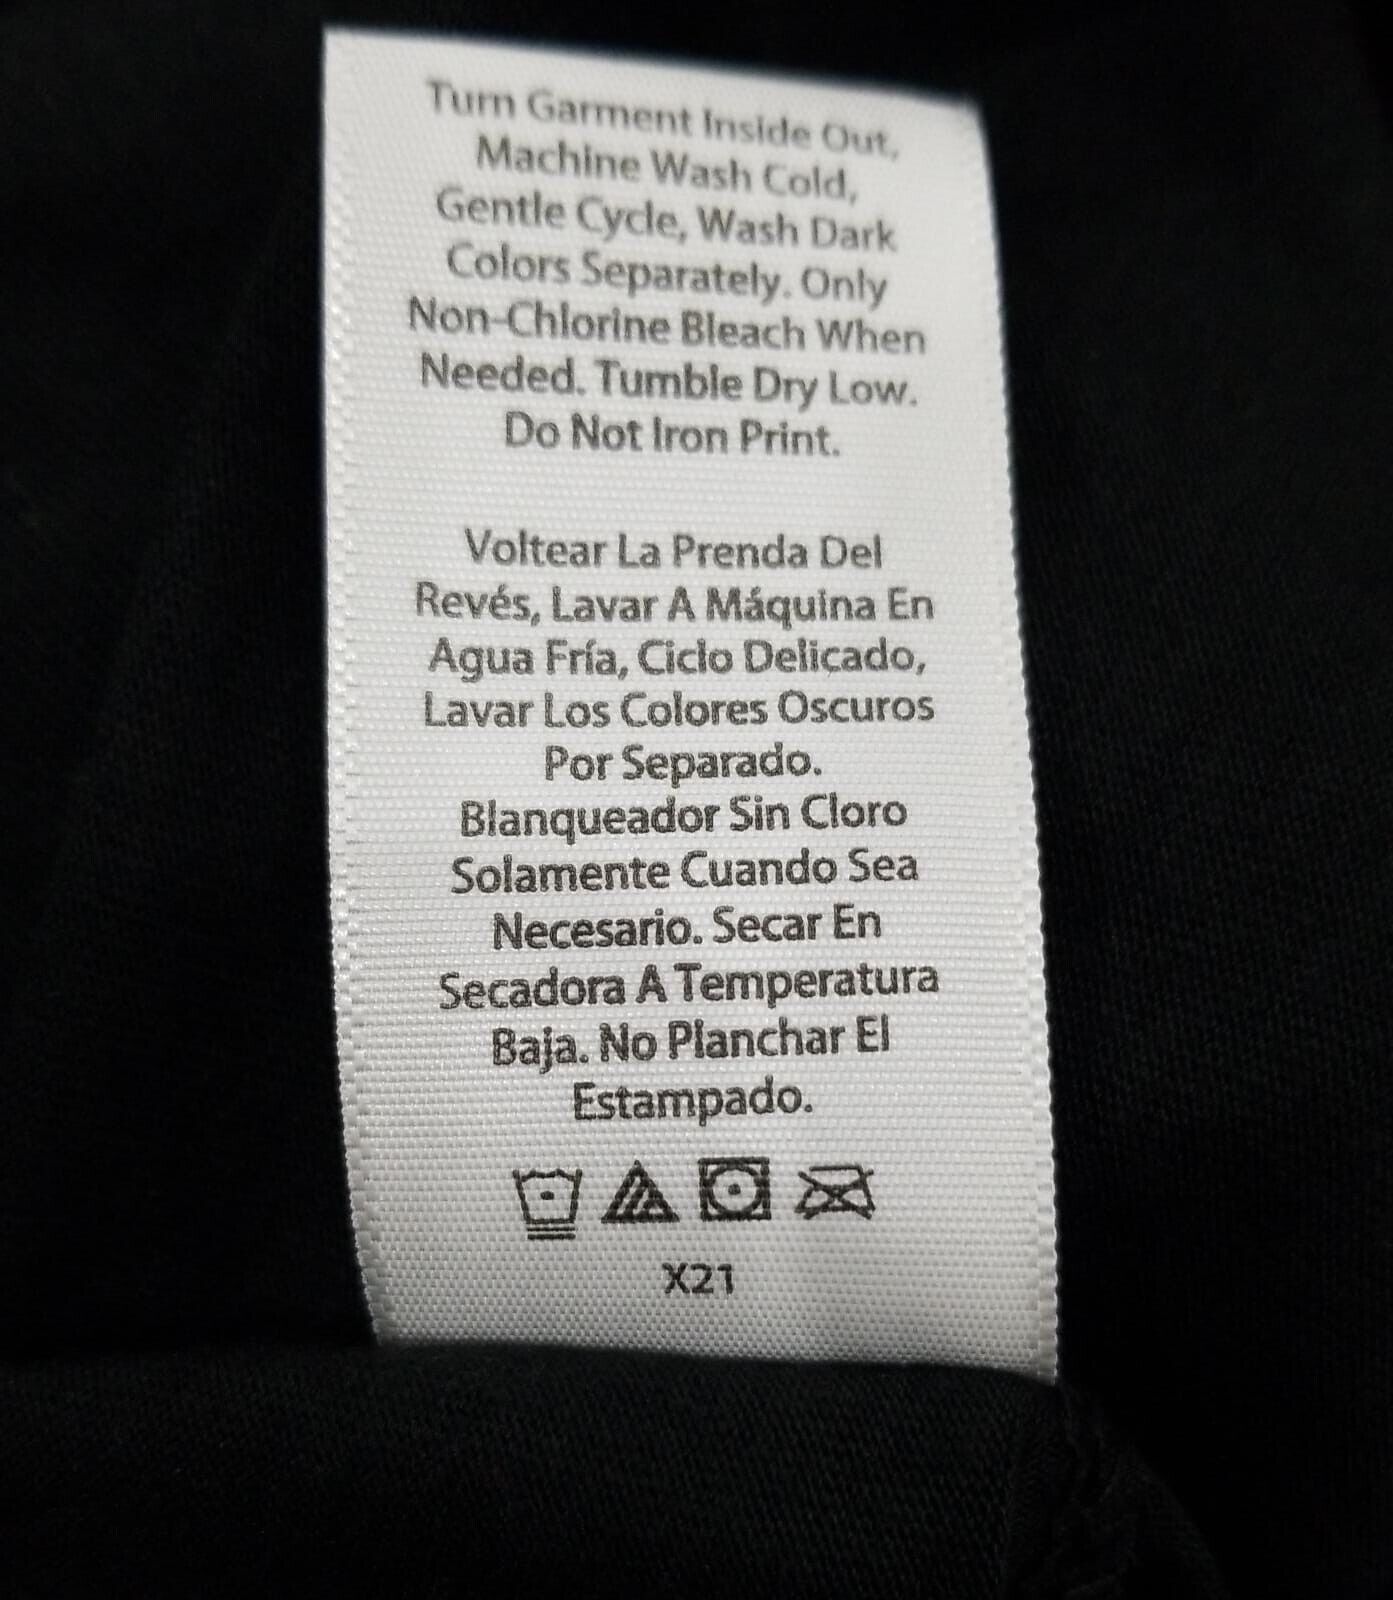 Turn Garment Inside Out,
Machine Wash Cold,
Gentle Cycle, Wash Dark
Colors Separately. Only
Non-Chlorine Bleach When
Needed. Tumble Dry Low.
Do Not Iron Print.
Voltear La Prenda Del
Revés, Lavar A Máquina En
Agua Fría, Ciclo Delicado,
Lavar Los Colores Oscuros
Por Separado.
Blanqueador Sin Cloro
Solamente Cuando Sea
Necesario. Secar En
Secadora A Temperatura
Baja. No Planchar El
Estampado.
X21